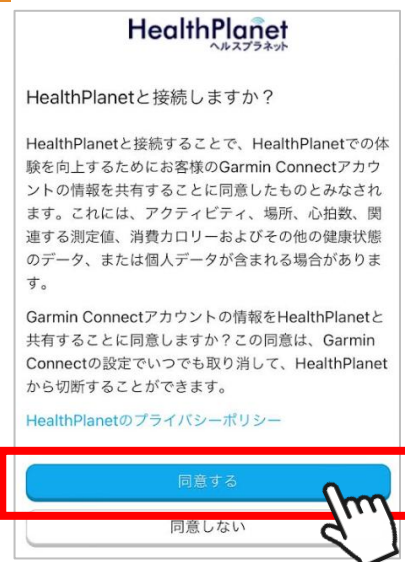 HealthPlanet
ヘルスプラネット
HealthPlanetと接続しますか？
HealthPlanetと接続することで、HealthPlanetでの体
験を向上するためにお客様のGarmin Connectアカウ
ントの情報を共有することに同意したものとみなされ
ます。これには、アクティビティ、場所、心拍数、関
連する測定値、消費カロリーおよびその他の健康状態
のデータ、または個人データが含まれる場合がありま
す。
Garmin Connectアカウントの情報をHealthPlanetと
共有することに同意しますか？この同意は、Garmin
Connectの設定でいつでも取り消して、HealthPlanet
から切断することができます。
HealthPlanetのプライバシーポリシー
同意する
同意しない